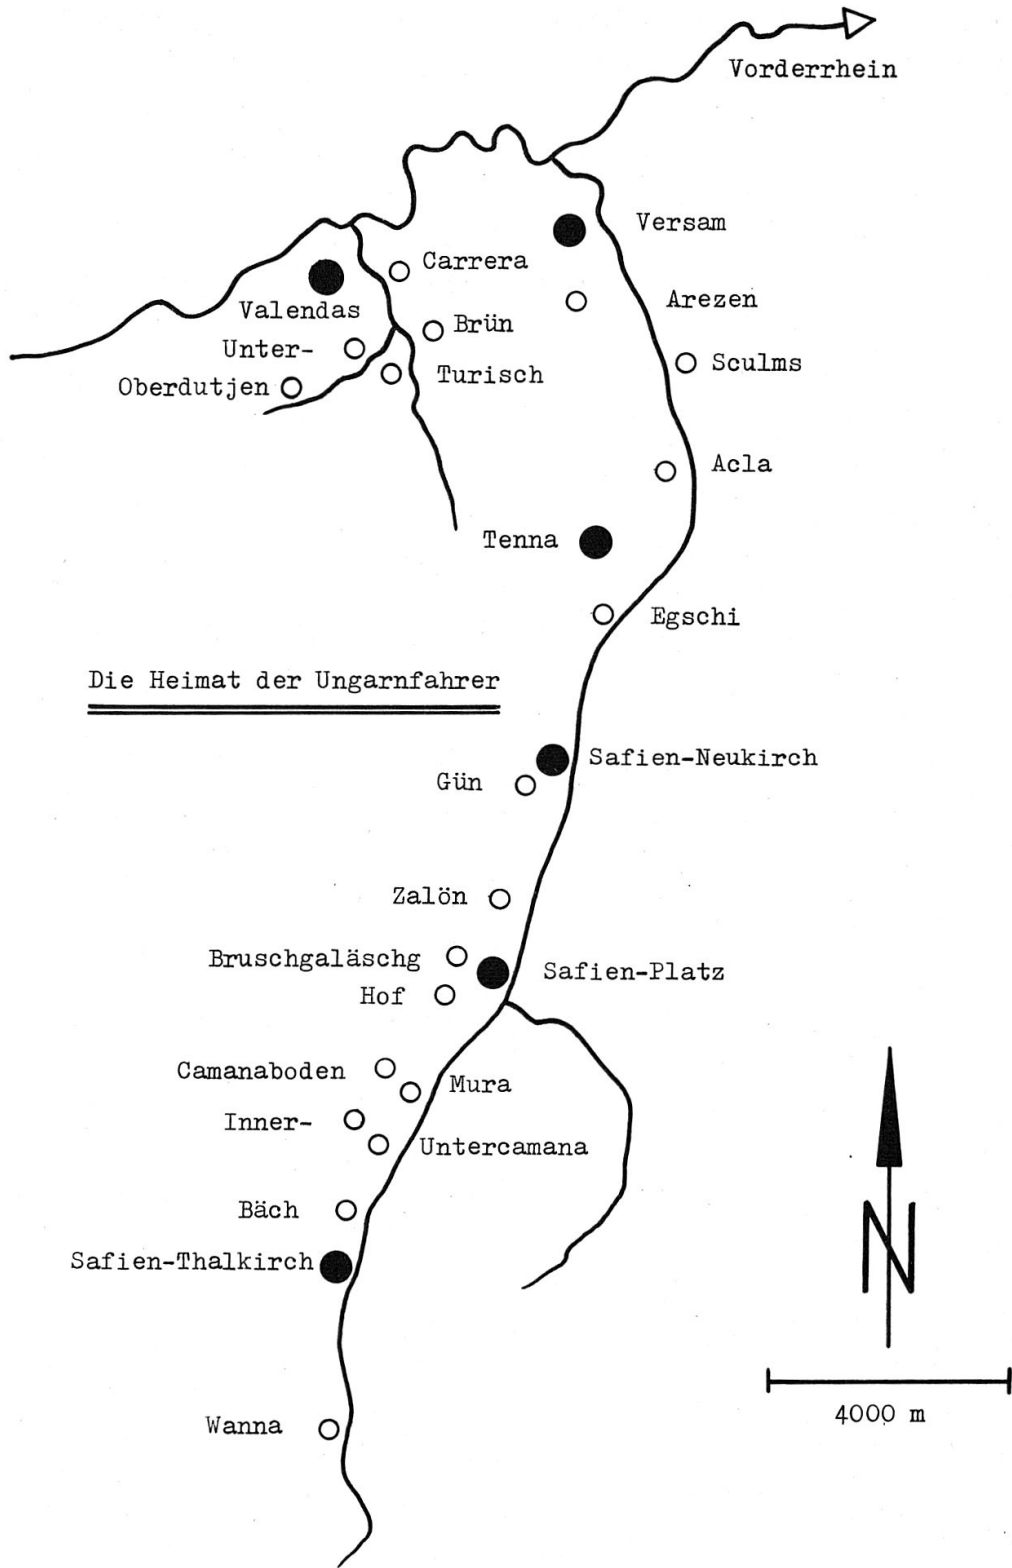 Vorderrhein
Versam
Carrera
Arezen
Valendas
Brün
Unter-
Sculms
Turisch
Oberdutjen
Acla
Tenna
Egschi
Die Heimat der Ungarnfahrer
Safien-Neukirch
Gün
Zalön
Bruschgaläschg
Safien-Platz
Hof
Camanaboden
Mura
Inner-
Untercamana
Bäch
Safien-Thalkirch
N
4000 m
Wanna